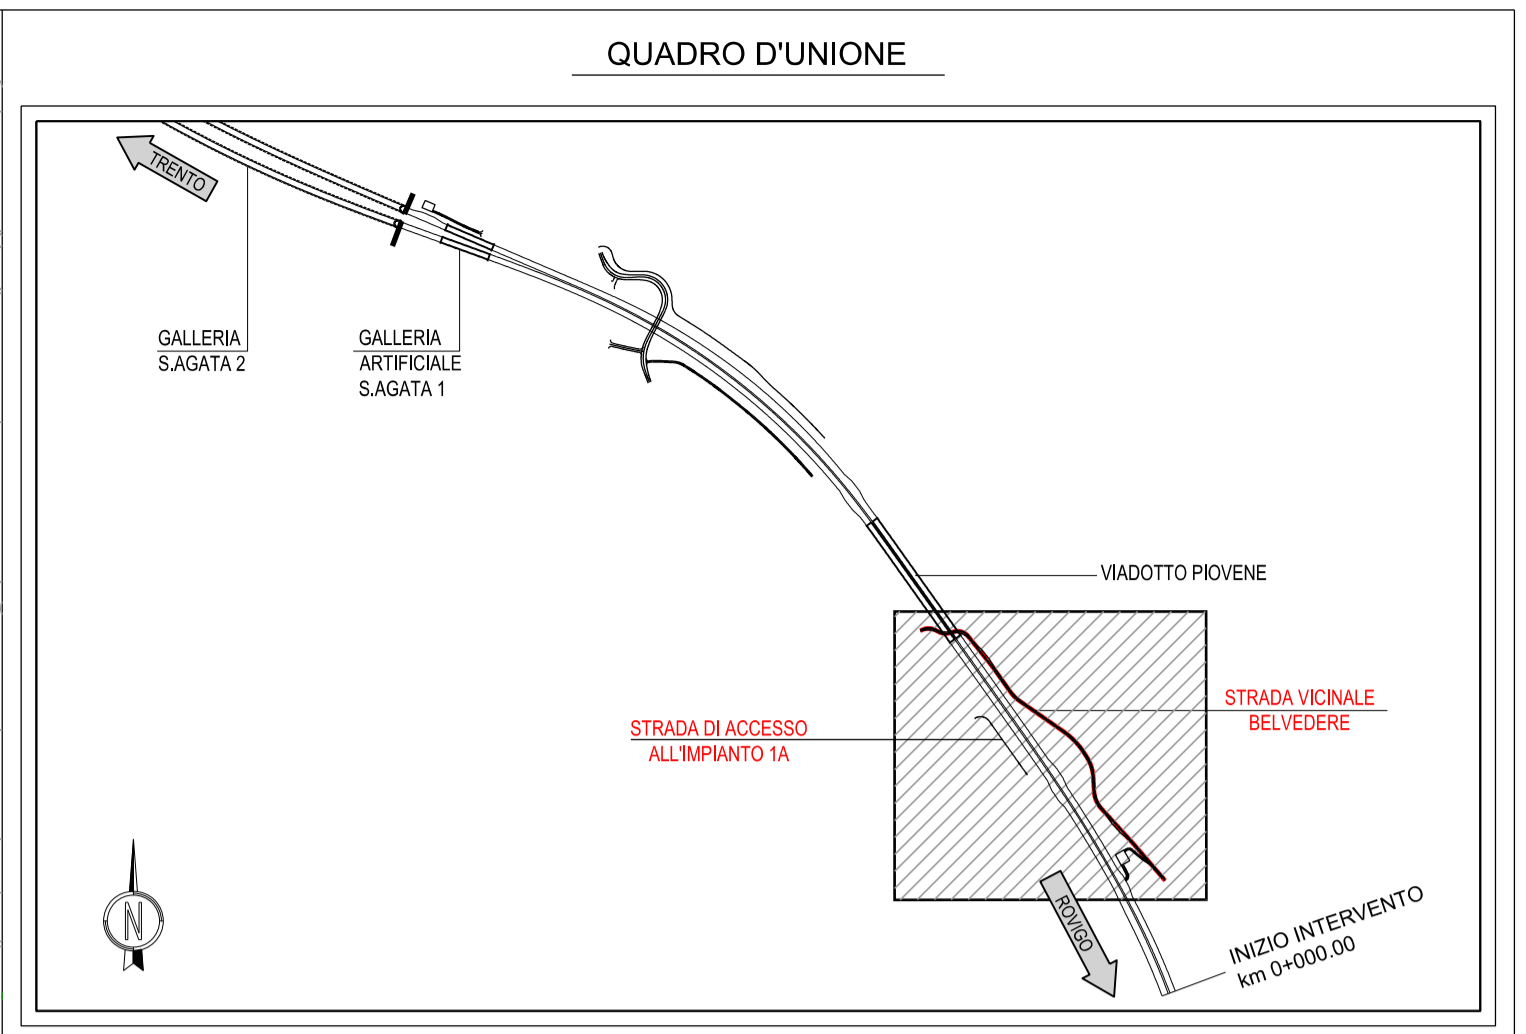 QUADRO D'UNIONE
TRENTO
GALLERIA
S.AGATA 2
GALLERIA
ARTIFICIALE
S.AGATA 1
VIADOTTO PIOVENE
STRADA VICINALE
BELVEDERE
STRADA DI ACCESSO
ALL'IMPIANTO 1A
N
ROVIGO
INIZIO INTERVENTO
km 0+000.00